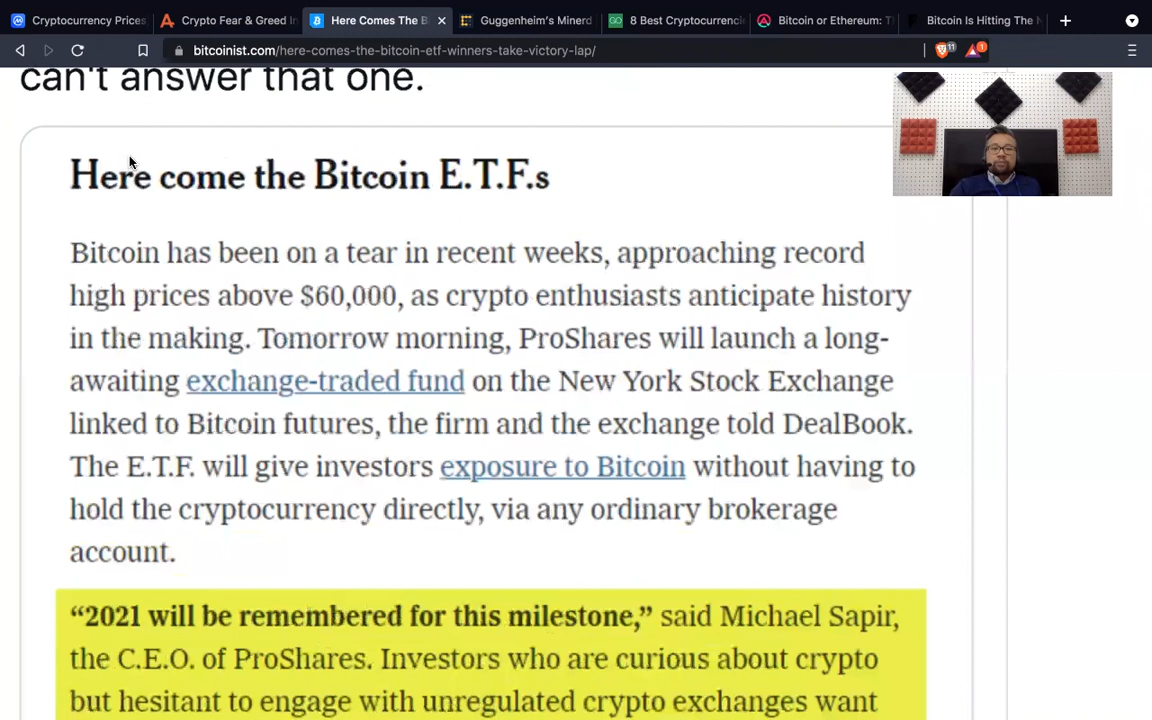 Cryptocurrency Prices,
Crypto Fear & Greed In
Here Comes The B
Guggenheim's Minerd
8 Best Cryptocurrenci
Bitcoin or Ethereum: T
Bitcoin Is Hitting The N
bitcoinist.com/here-comes-the-bitcoin-etf-winners-take-victory-lap/
11
1
can't answer that one.
Here come the Bitcoin E.T.F.s
Bitcoin has been on a tear in recent weeks, approaching record
high prices above $60,000, as crypto enthusiasts anticipate history
in the making. Tomorrow morning, ProShares will launch a long-
awaiting exchange-traded fund on the New York Stock Exchange
linked to Bitcoin futures, the firm and the exchange told DealBook.
The E.T.F. will give investors exposure to Bitcoin without having to
hold the cryptocurrency directly, via any ordinary brokerage
account.
“2021 will be remembered for this milestone,” said Michael Sapir,
the C.E.O. of ProShares. Investors who are curious about crypto
but hesitant to engage with unregulated crypto exchanges want